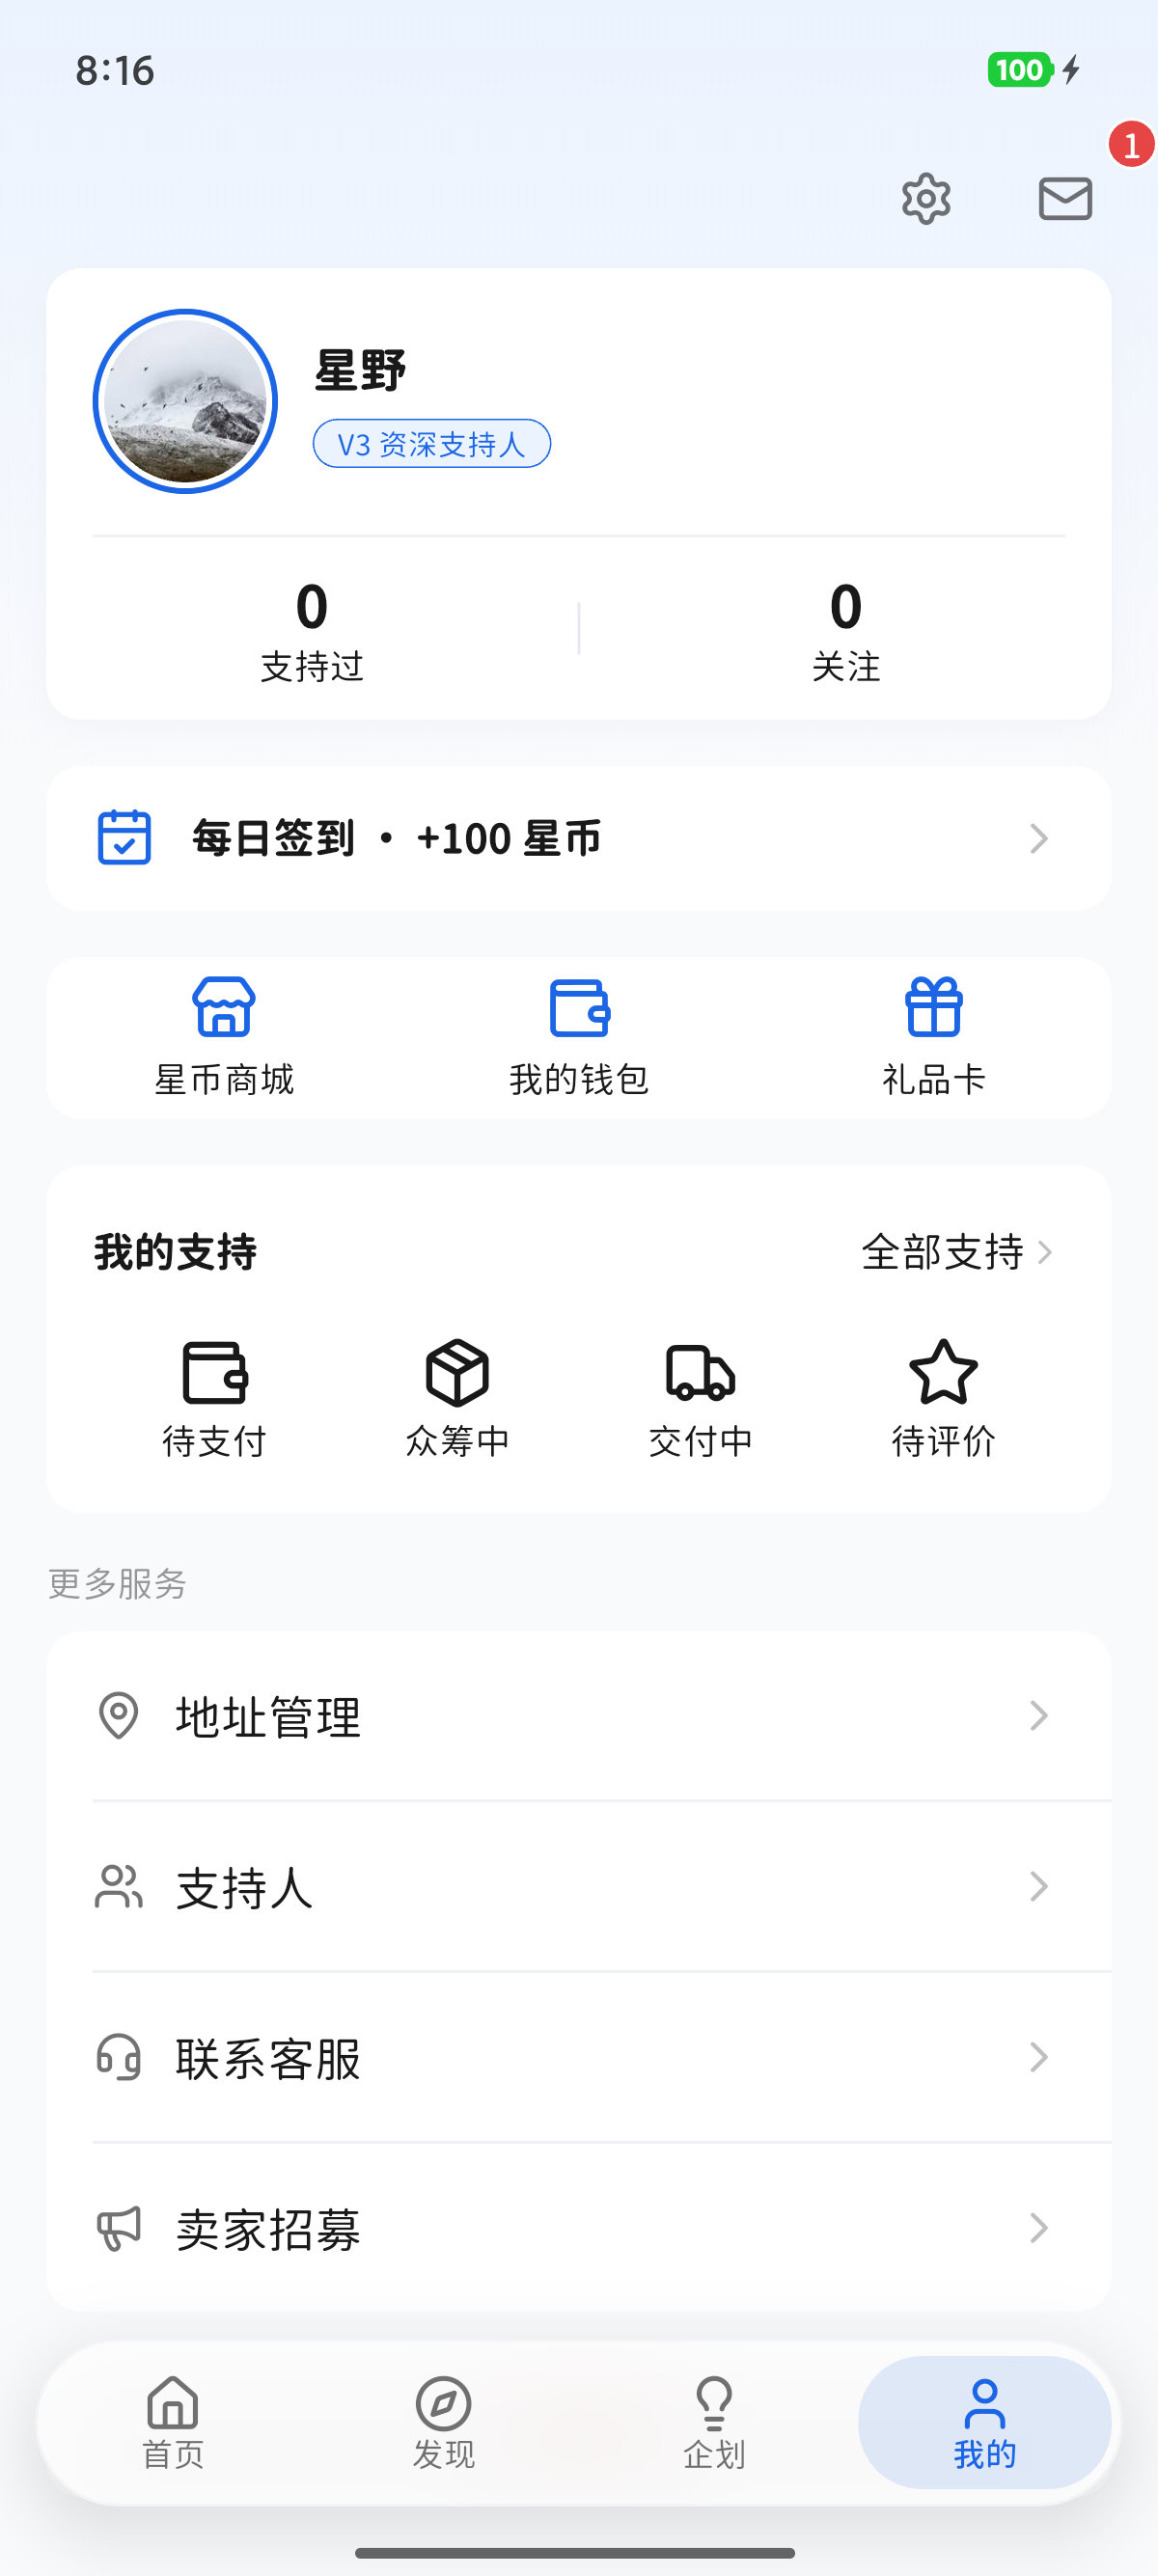 8:16
100
1
星野
V3 资深支持人
0
支持过
0
关注
每日签到 · +100 星币
星币商城
我的钱包
礼品卡
我的支持
全部支持
待支付
众筹中
交付中
待评价
更多服务
地址管理
支持人
联系客服
卖家招募
首页
发现
企划
我的